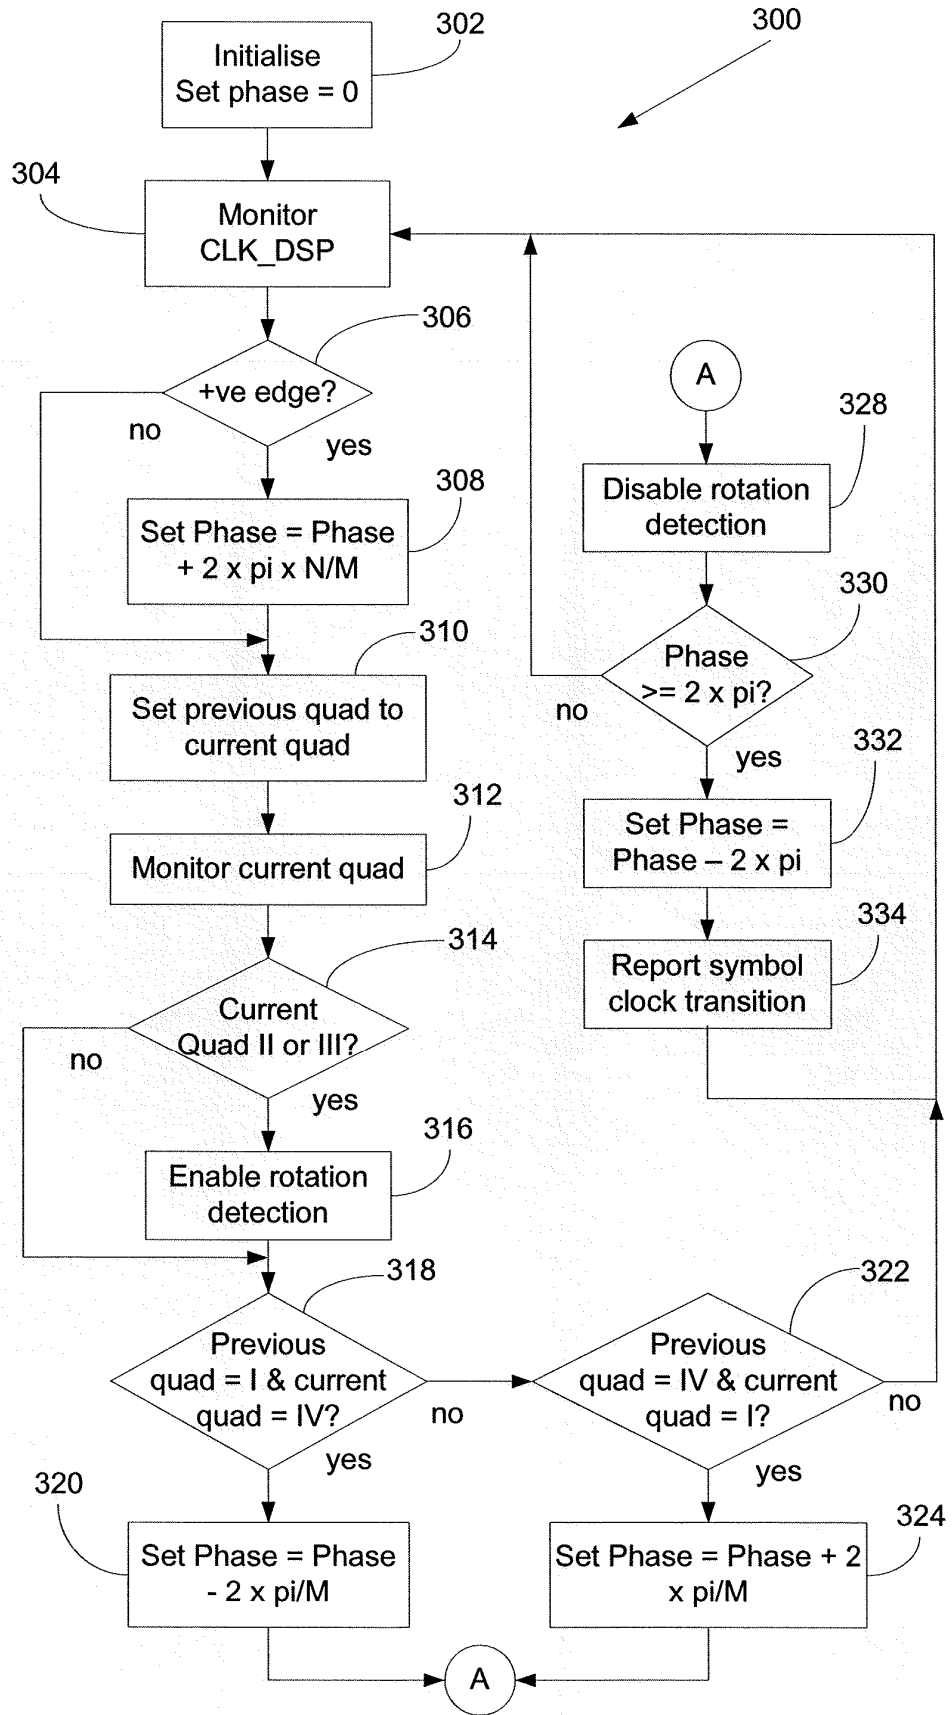 302
300
Initialise
Set phase = 0
304
Monitor
CLK_DSP
306
+ve edge?
no
yes
308
Set Phase = Phase
+ 2 x pi x N/M
310
Set previous quad to
current quad
312
Monitor current quad
314
Current
Quad II or III?
no
yes
316
Enable rotation
detection
318
Previous
quad = I & current
quad = IV?
no
yes
320
Set Phase = Phase
- 2 x pi/M
322
Previous
quad = IV & current
quad = I?
no
yes
324
Set Phase = Phase + 2
x pi/M
A
A
328
Disable rotation
detection
330
Phase
>= 2 x pi?
no
yes
332
Set Phase =
Phase – 2 x pi
334
Report symbol
clock transition